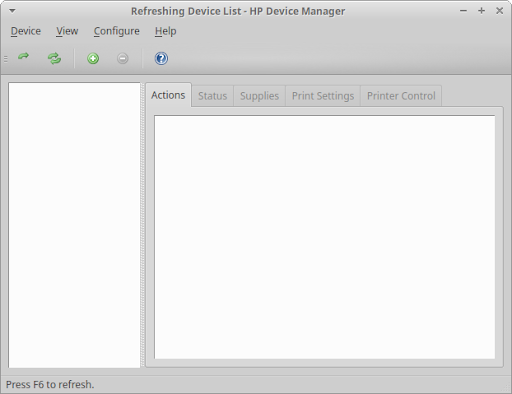 Refreshing Device List - HP Device Manager
Device View Configure Help
Actions Status Supplies Print Settings Printer Control
Press F6 to refresh.